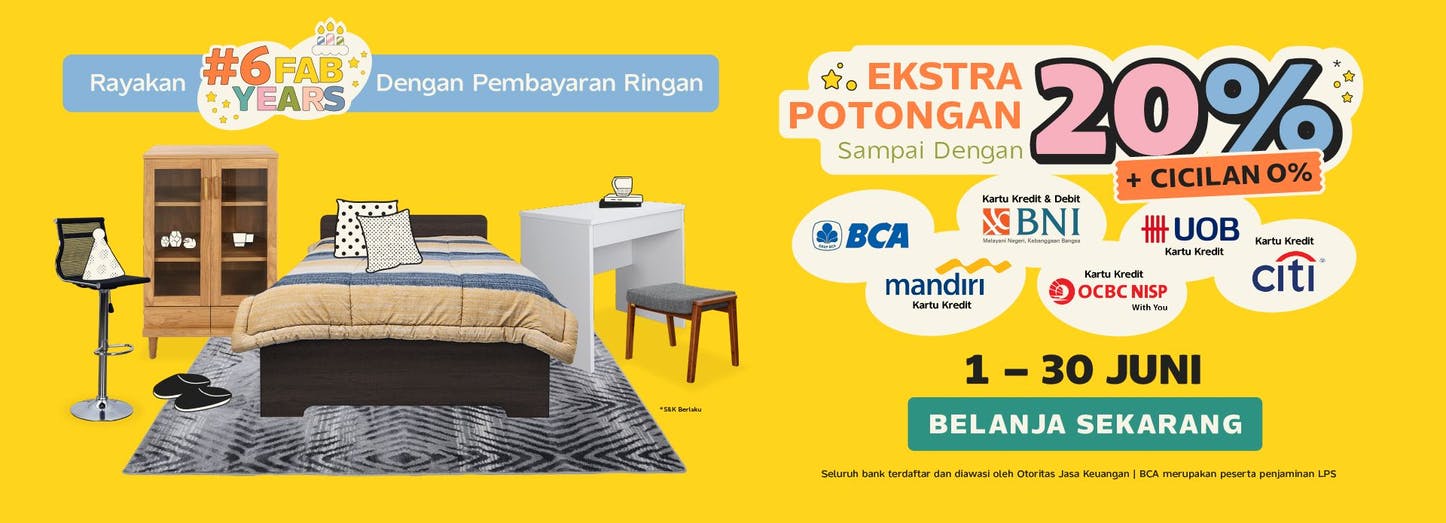 Rayakan #6FAB YEARS Dengan Pembayaran Ringan
*S&K Berlaku
EKSTRA
POTONGAN
Sampai Dengan
20%*
+ CICILAN 0%
BCA
Kartu Kredit & Debit
BNI
Melayani Negeri, Kebanggaan Bangsa
UOB
Kartu Kredit
Kartu Kredit
citi
mandiri
Kartu Kredit
Kartu Kredit
OCBC NISP
With You
1 – 30 JUNI
BELANJA SEKARANG
Seluruh bank terdaftar dan diawasi oleh Otoritas Jasa Keuangan | BCA merupakan peserta penjaminan LPS